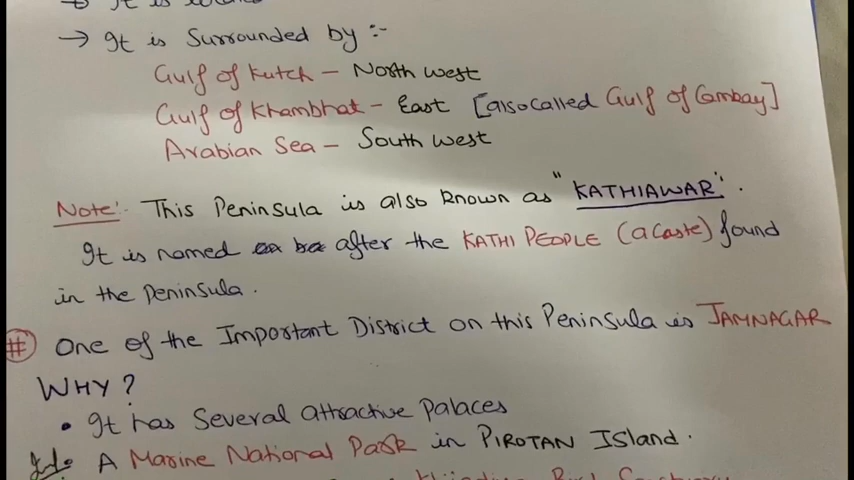 → It is
→ It is Surrounded by :-
Gulf of Kutch - North west
Gulf of Khambhat - East [also called Gulf of Cambay]
Arabian Sea - South west
Note:- This Peninsula is also known as "KATHIAWAR".
It is named after the KATHI PEOPLE (a caste) found
in the peninsula.
# One of the Important District on this Peninsula is JAMNAGAR
WHY?
• It has several attractive palaces
A Marine National Park in PIROTAN Island.